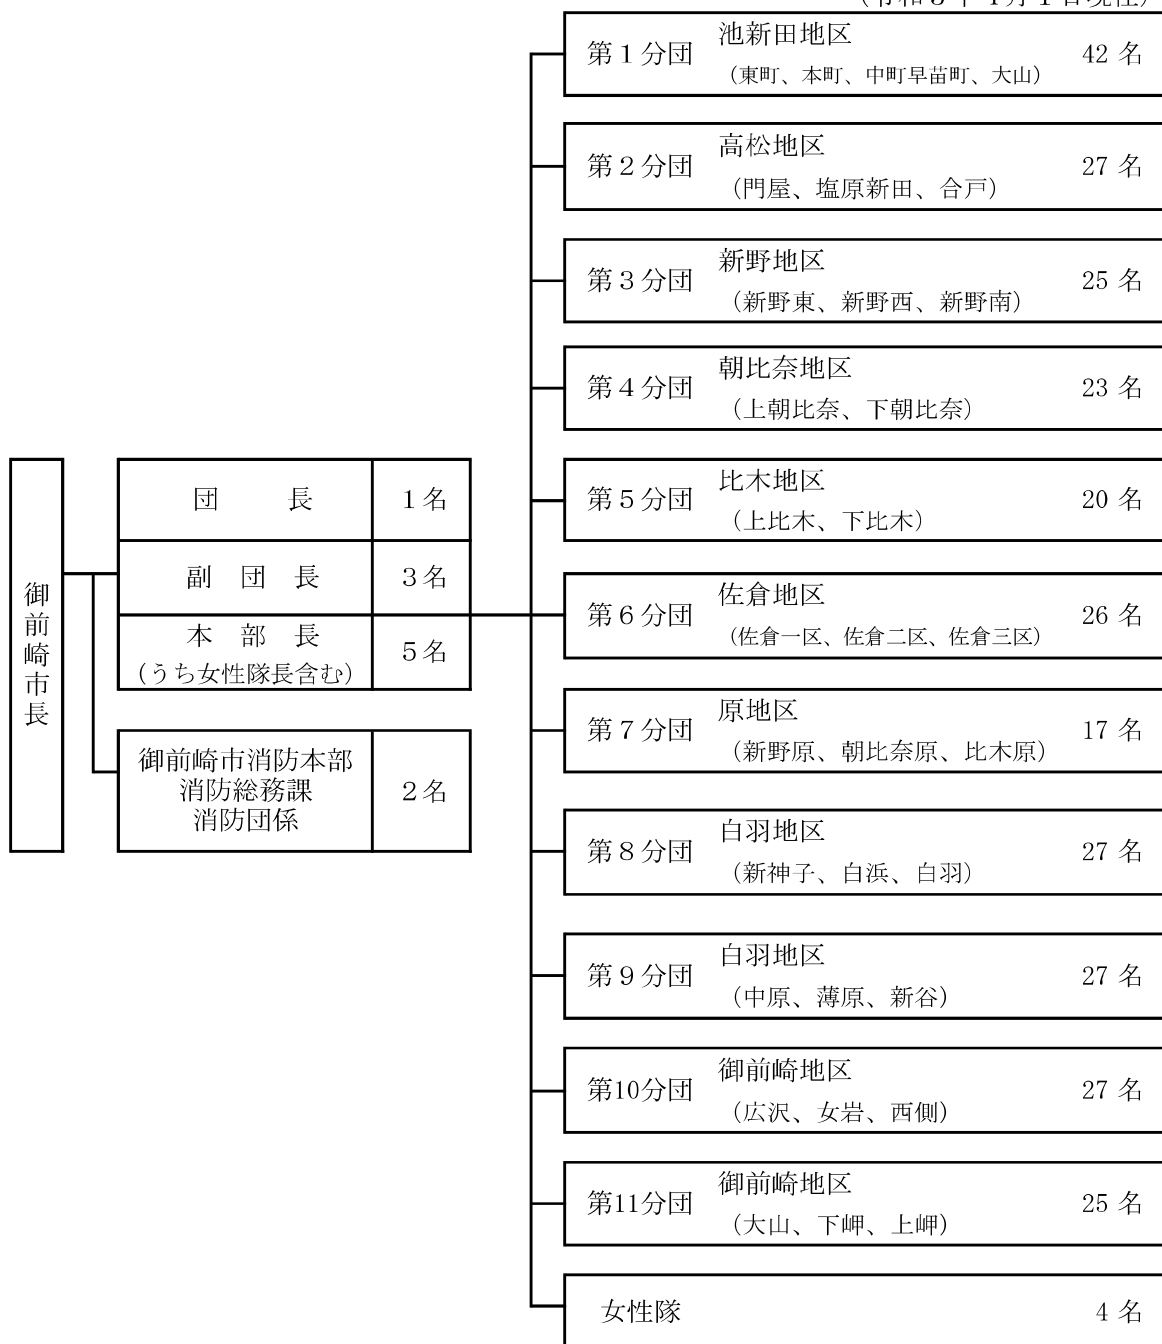 (令和5年4月1日現在)
第1分団 池新田地区 42名
(東町、本町、中町早苗町、大山)
第2分団 高松地区 27名
(門屋、塩原新田、合戸)
第3分団 新野地区 25名
(新野東、新野西、新野南)
第4分団 朝比奈地区 23名
(上朝比奈、下朝比奈)
第5分団 比木地区 20名
(上比木、下比木)
第6分団 佐倉地区 26名
(佐倉一区、佐倉二区、佐倉三区)
第7分団 原地区 17名
(新野原、朝比奈原、比木原)
第8分団 白羽地区 27名
(新神子、白浜、白羽)
第9分団 白羽地区 27名
(中原、薄原、新谷)
第10分団 御前崎地区 27名
(広沢、女岩、西側)
第11分団 御前崎地区 25名
(大山、下岬、上岬)
女性隊 4名
御前崎市長
団長 1名
副団長 3名
本部長 5名
(うち女性隊長含む)
御前崎市消防本部
消防総務課 2名
消防団係